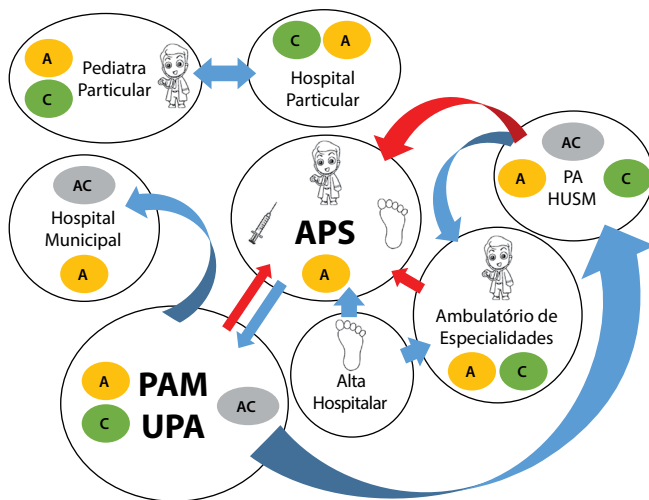 A
C
Pediatra
Particular
C
A
Hospital
Particular
AC
Hospital
Municipal
A
APS
A
AC
A
PA
C
HUSM
Ambulatório de
Especialidades
A
C
Alta
Hospitalar
A
PAM
C
UPA
AC